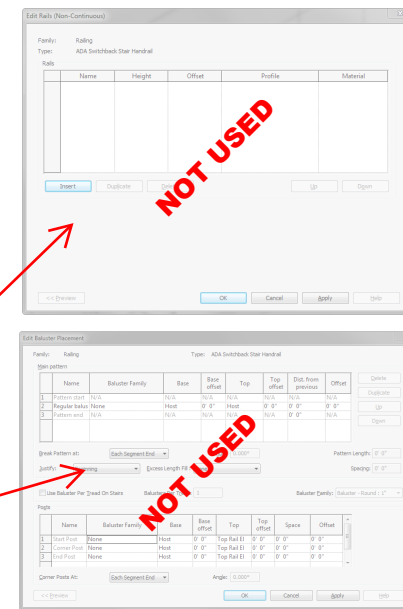 Edit Rails (Non-Continuous)
Family: Railing
Type: ADA Switchback Stair Handrail
Rails
Name Height Offset Profile Material
NOT USED
Insert Duplicate Up Down
<< Preview OK Cancel Apply Help
Edit Baluster Placement
Family: Railing Type: ADA Switchback Stair Handrail
Main pattern
Name Baluster Family Base Base offset Top Top offset Dist. from previous Offset Delete
Duplicate
1 Pattern start N/A N/A N/A N/A N/A N/A N/A
2 Regular balus None Host 0' 0" Host 0' 0" 0' 0" 0' 0" Up
3 Pattern end N/A N/A N/A N/A N/A N/A
Down
NOT USED
Break Pattern at: Each Segment End 0.000° Pattern Length: 0' 0"
Justify: Excess Length Fill Spacing: 0' 0"
Use Baluster Per Tread On Stairs 1 Baluster Family: Baluster - Round : 1"
Posts
Name Baluster Family Base Base offset Top Top offset Space Offset
1 Start Post None Host 0' 0" Top Rail El 0' 0" 0' 0" 0' 0"
2 Corner Post None Host 0' 0" Top Rail El 0' 0" 0' 0" 0' 0"
3 End Post None Host 0' 0" Top Rail El 0' 0" 0' 0" 0' 0"
Corner Posts At: Each Segment End Angle: 0.000°
<< Preview OK Cancel Apply Help